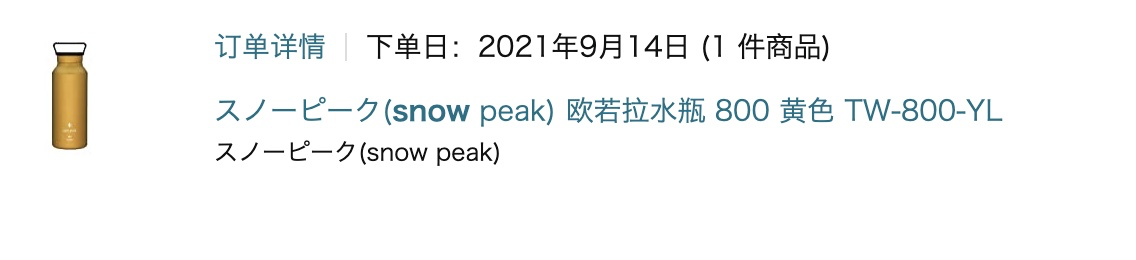 订单详情 | 下单日：2021年9月14日 (1 件商品)
スノーピーク(snow peak) 欧若拉水瓶 800 黄色 TW-800-YL
スノーピーク(snow peak)